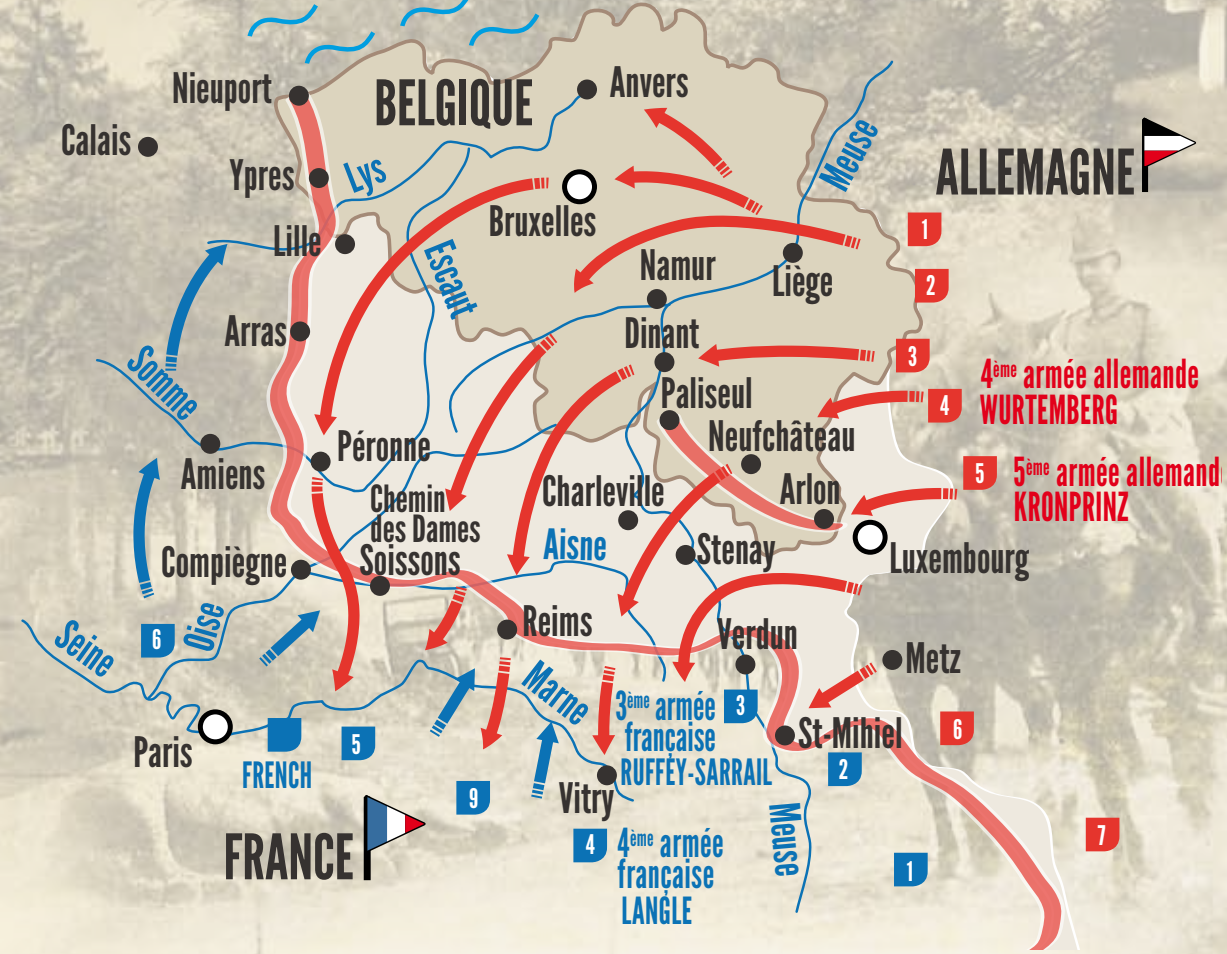 Nieuport
BELGIQUE
Anvers
Calais
Ypres
Lys
Meuse
ALLEMAGNE
Bruxelles
1
Lille
Escaut
Namur
Liège
2
Arras
Dinant
3
Somme
Paliseul
4
4ème armée allemande
WURTEMBERG
Neufchâteau
Péronne
Amiens
5
5ème armée allemand
KRONPRINZ
Chemin
des Dames
Charleville
Arlon
Soissons
Compiègne
Aisne
Stenay
Luxembourg
6
Oise
Seine
Reims
Verdun
Metz
Marne
3ème armée
française
RUFFEY-SARRAIL
3
St-Mihiel
6
Paris
FRENCH
5
2
9
Vitry
Meuse
FRANCE
4
4ème armée
française
LANGLE
1
7